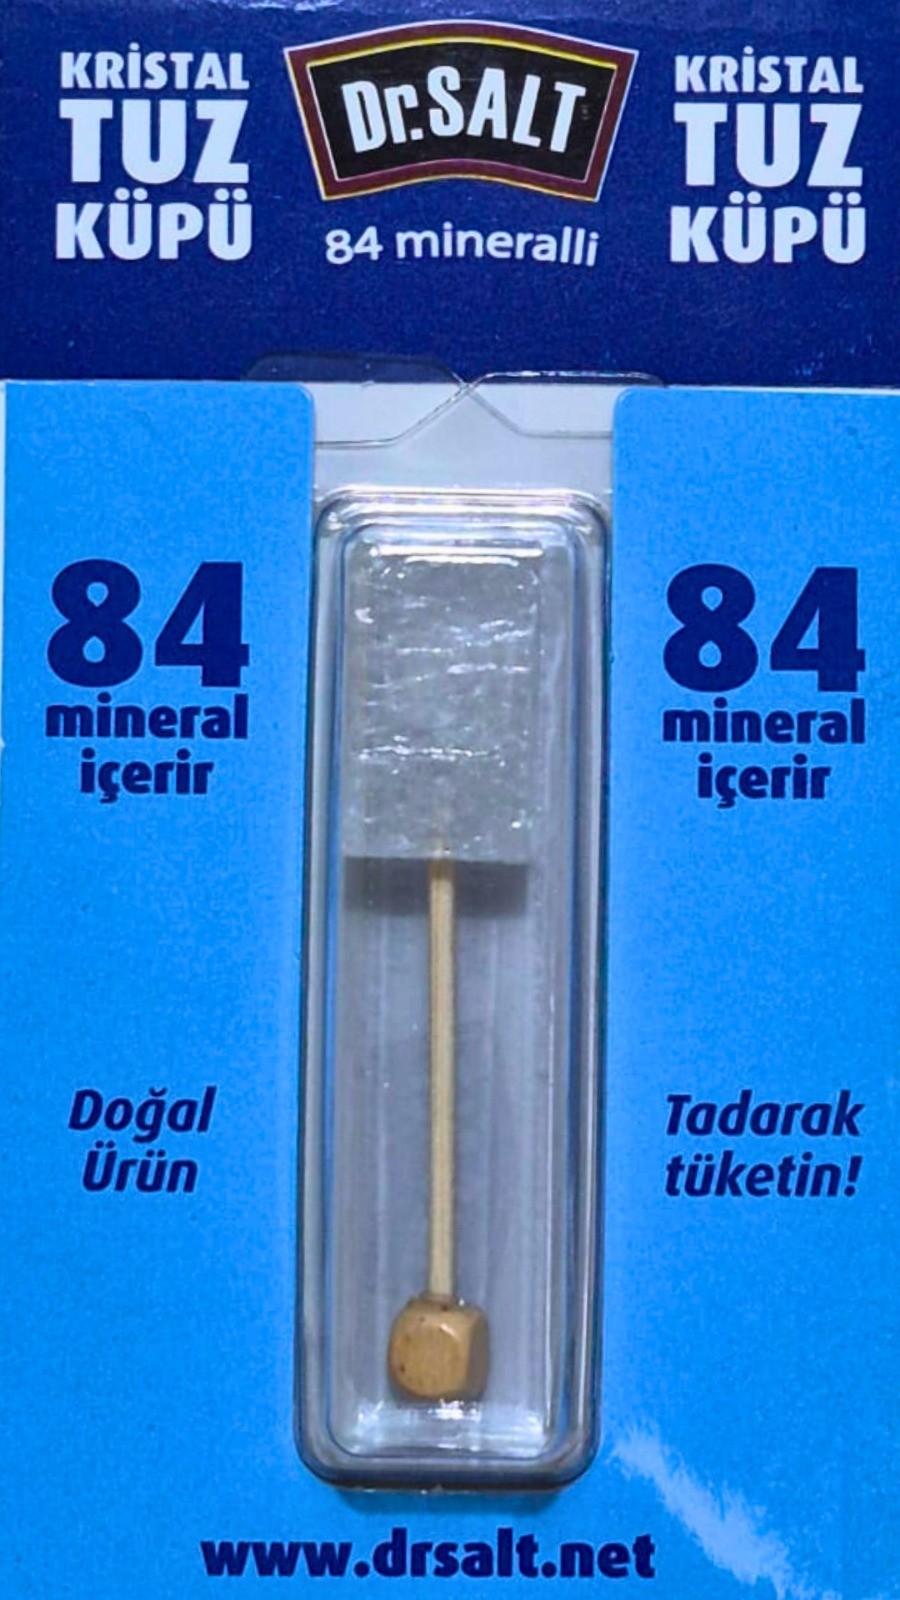 KRİSTAL
TUZ
KÜPÜ
Dr.SALT
84 mineralli
KRİSTAL
TUZ
KÜPÜ
84
mineral
içerir
84
mineral
içerir
Doğal
Ürün
Tadarak
tüketin!
www.drsalt.net